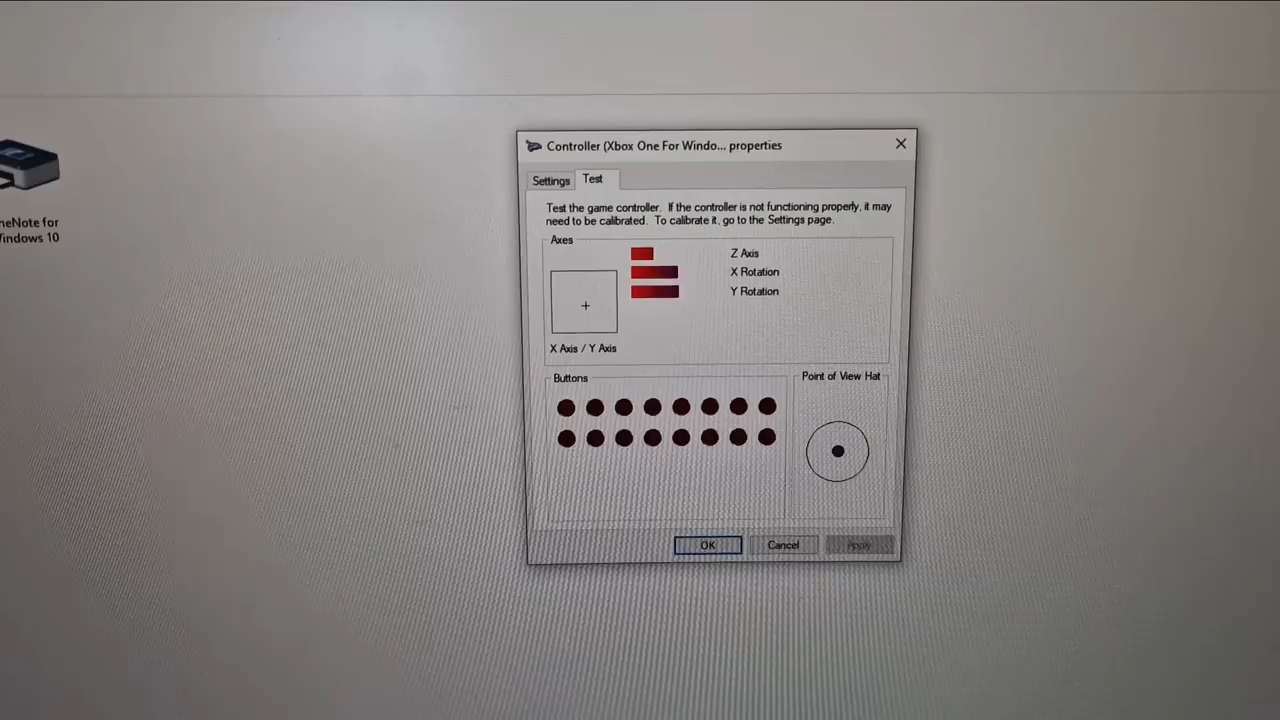 eNote for
Vindows 10
Controller (Xbox One For Windo... properties
Settings
Test
Test the game controller. If the controller is not functioning properly, it may
need to be calibrated. To calibrate it, go to the Settings page.
Axes
Z Axis
X Rotation
Y Rotation
X Axis / Y Axis
Buttons
Point of View Hat
OK
Cancel
Apply